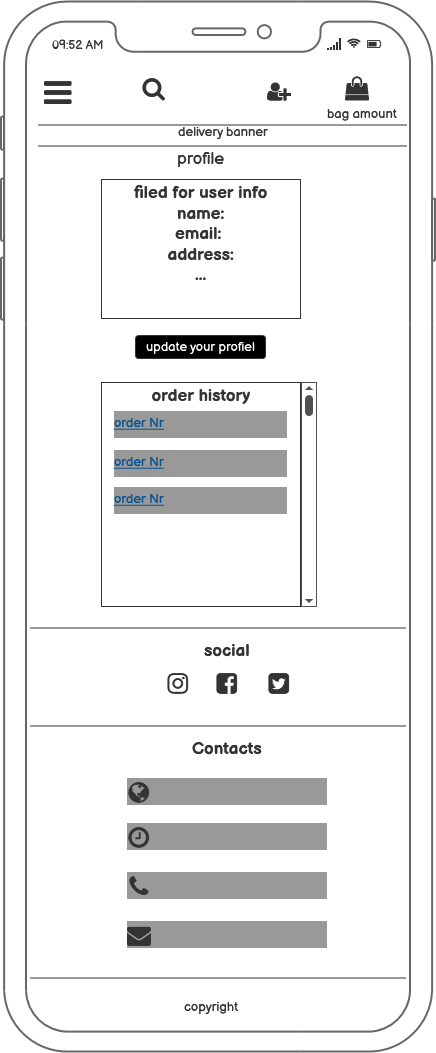 09:52 AM
bag amount
delivery banner
profile
filed for user info
name:
email:
address:
...
update your profiel
order history
order Nr
order Nr
order Nr
social
Contacts
copyright